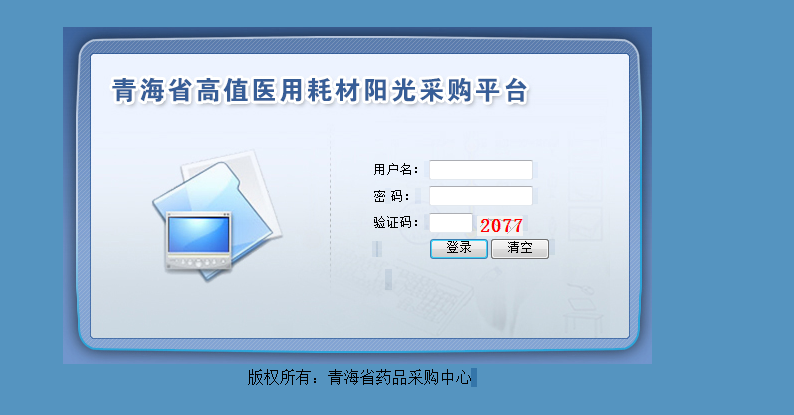 青海省高值医用耗材阳光采购平台
用户名：
密 码：
验证码： 2077
登录 清空
版权所有：青海省药品采购中心